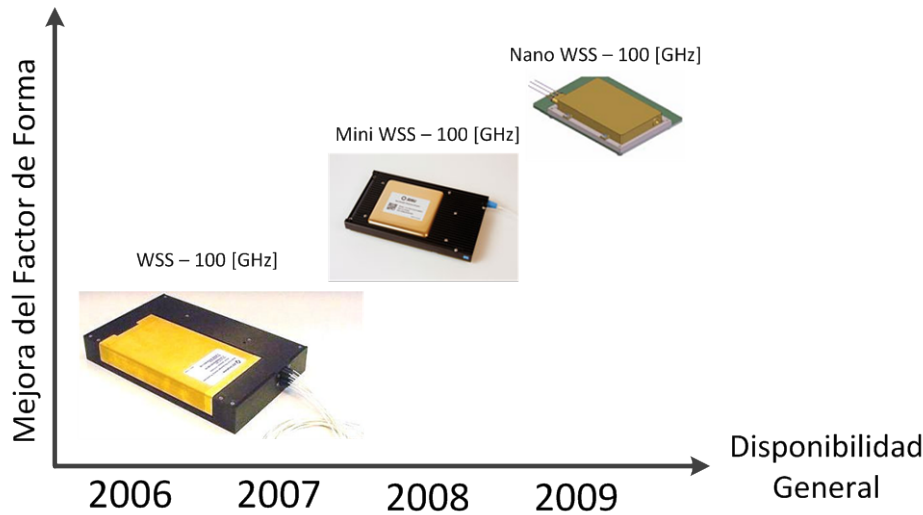 Nano WSS – 100 [GHz]
Mini WSS – 100 [GHz]
WSS – 100 [GHz]
Mejora del Factor de Forma
2006 2007 2008 2009
Disponibilidad
General